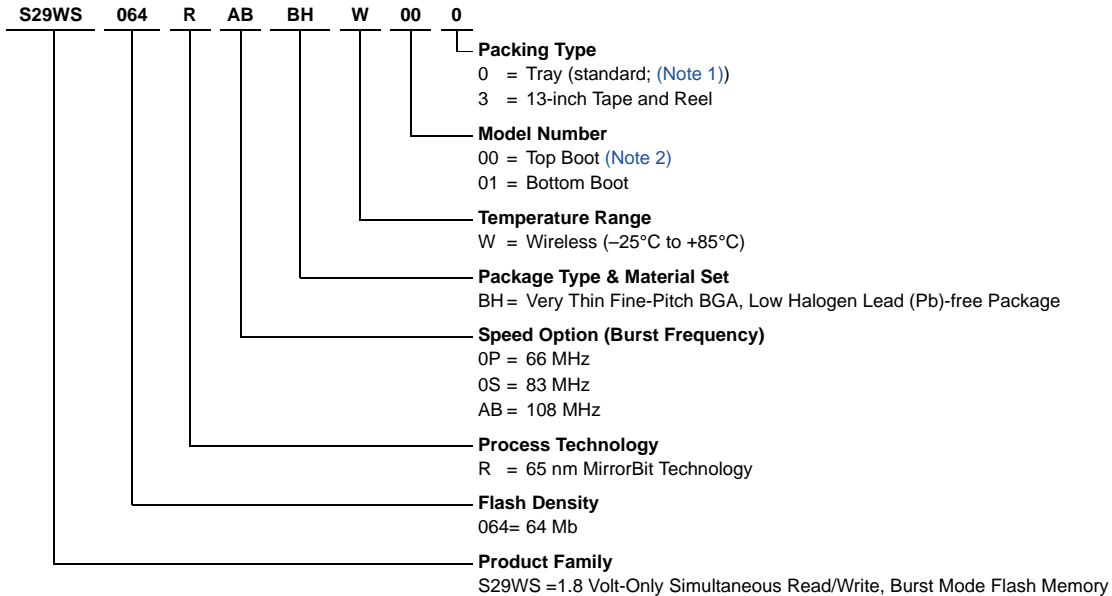 S29WS 064 R AB BH W 00 0
Packing Type
0 = Tray (standard; (Note 1))
3 = 13-inch Tape and Reel
Model Number
00 = Top Boot (Note 2)
01 = Bottom Boot
Temperature Range
W = Wireless (–25°C to +85°C)
Package Type & Material Set
BH = Very Thin Fine-Pitch BGA, Low Halogen Lead (Pb)-free Package
Speed Option (Burst Frequency)
0P = 66 MHz
0S = 83 MHz
AB = 108 MHz
Process Technology
R = 65 nm MirrorBit Technology
Flash Density
064= 64 Mb
Product Family
S29WS =1.8 Volt-Only Simultaneous Read/Write, Burst Mode Flash Memory